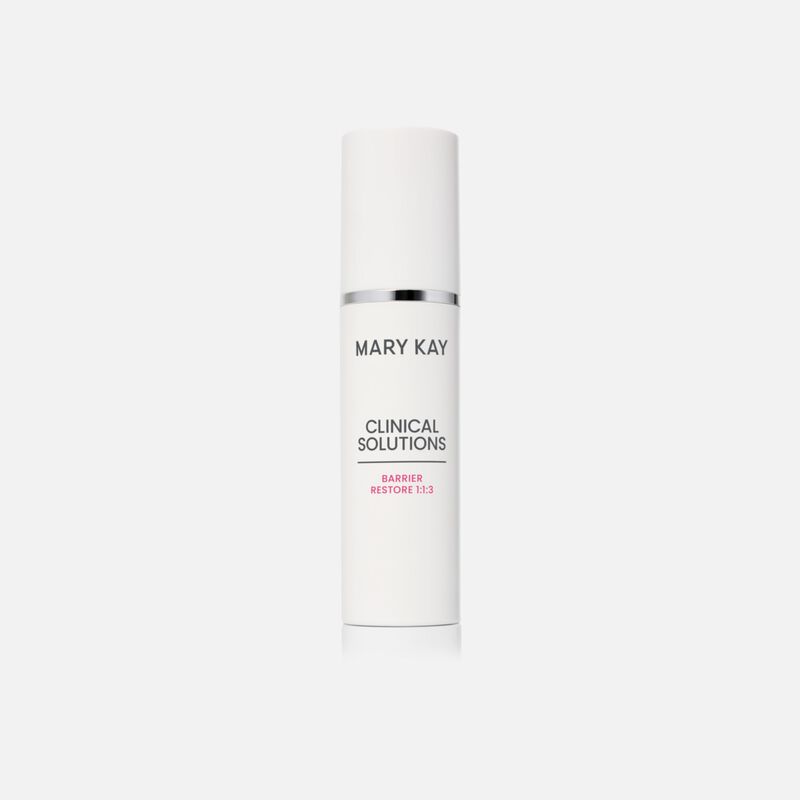 MARY KAY
CLINICAL
SOLUTIONS
BARRIER
RESTORE 1:1:3